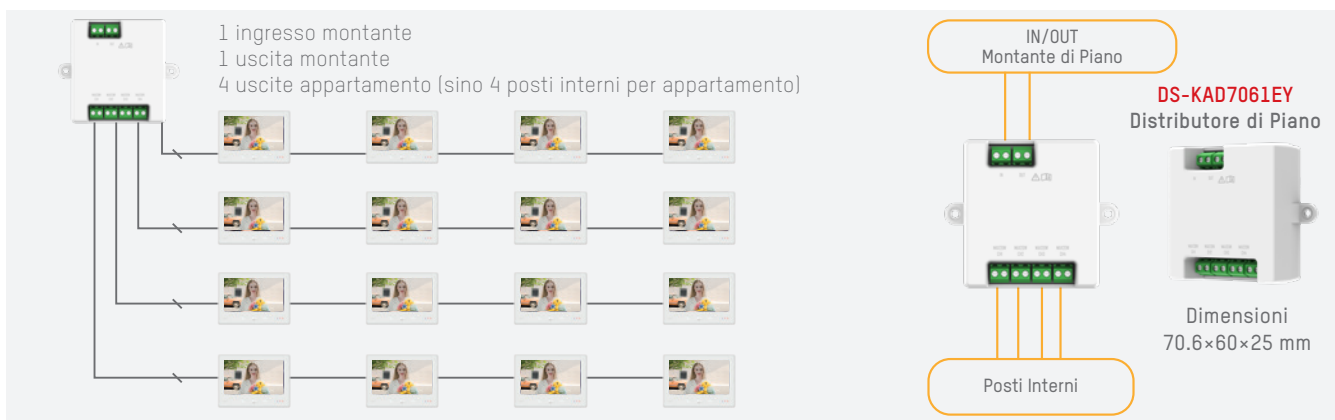 1 ingresso montante
1 uscita montante
4 uscite appartamento (sino 4 posti interni per appartamento)
IN/OUT
Montante di Piano
DS-KAD7061EY
Distributore di Piano
Dimensioni
70.6×60×25 mm
Posti Interni